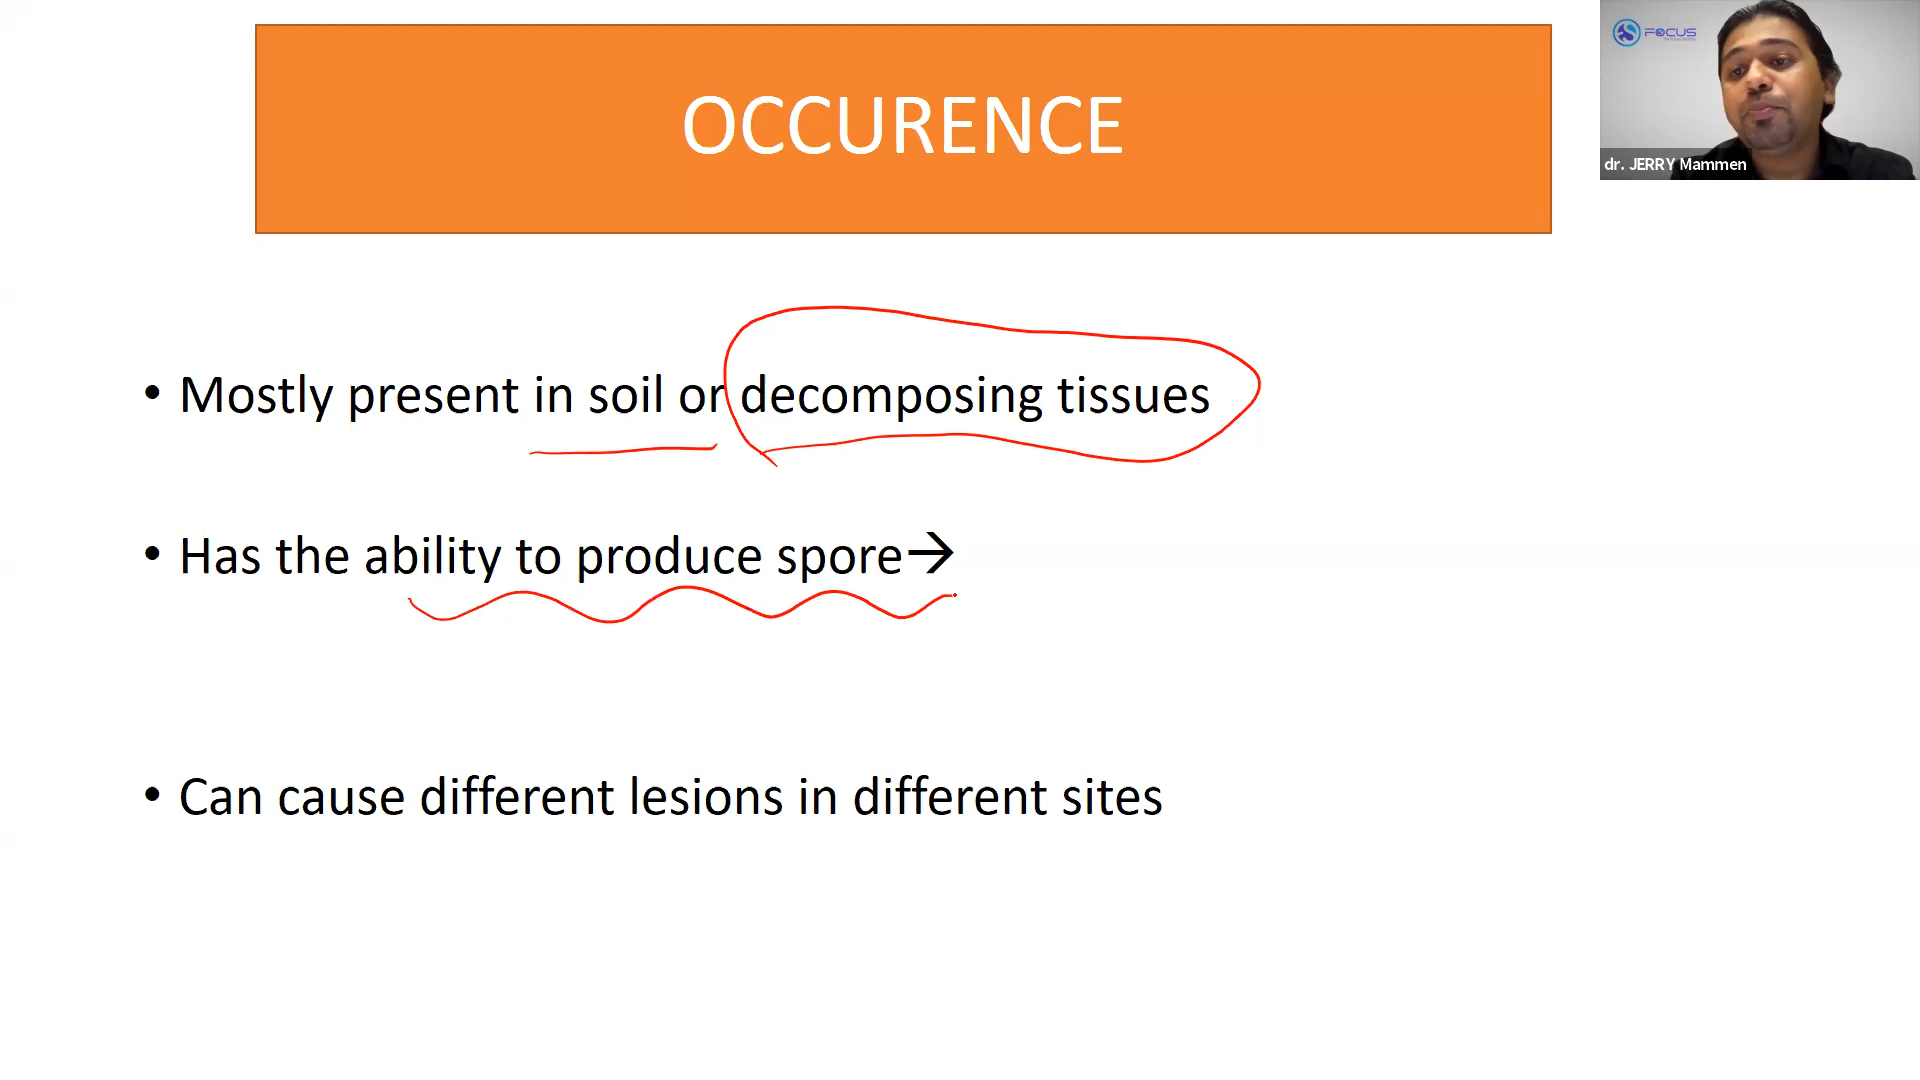 OCCURENCE
FOCUS
dr. JERRY Mammen
• Mostly present in soil or decomposing tissues
• Has the ability to produce spore→
• Can cause different lesions in different sites